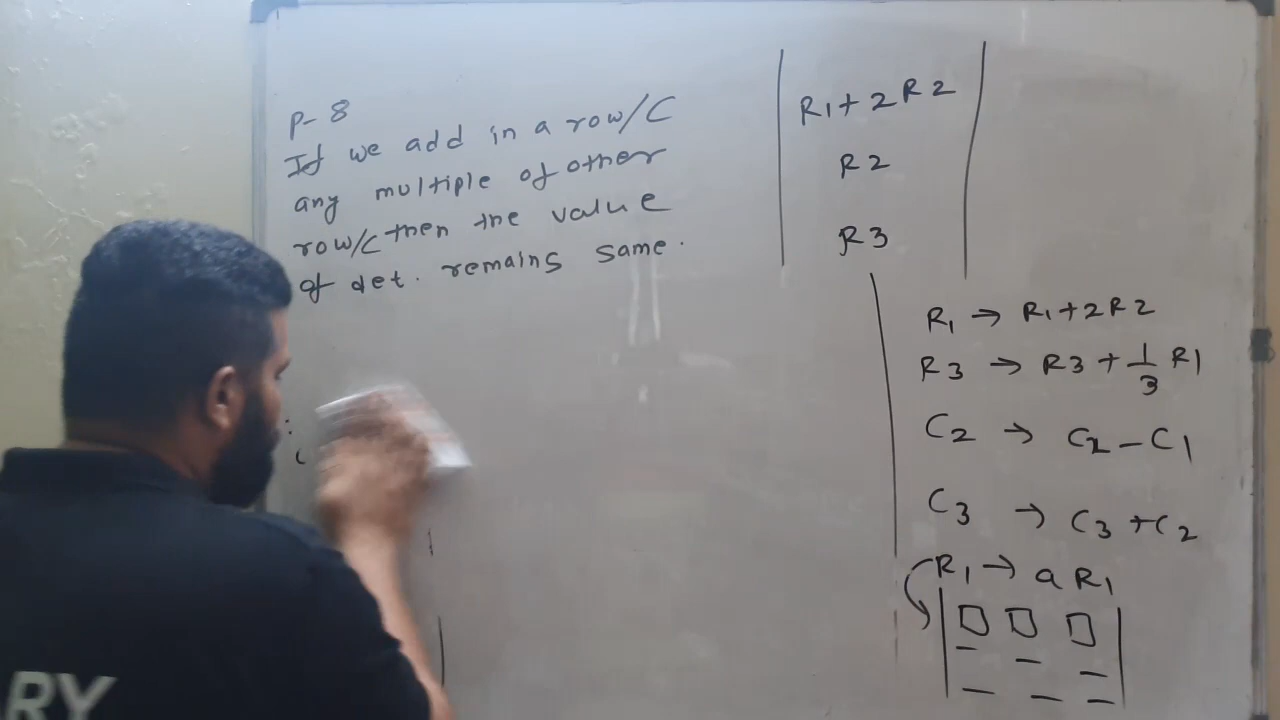 P-8
If we add in a row/C
any multiple of other
row/C then the value
of det. remains same.
R1+2R2
R2
R3
R1 → R1+2R2
R3 → R3+1/3 R1
C2 → C2-C1
C3 → C3+C2
R1 → a R1
RY